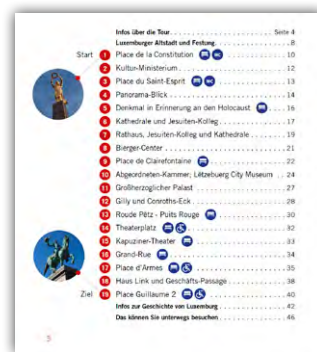 Infos über die Tour. . . . . . . . . . . . . . . . . . . . Seite 4
Luxemburger Altstadt und Festung. . . . . . . . . . . . . 8
Start 1 Place de la Constitution WC . . . . . . . . . . . 10
2 Kultur-Ministerium . . . . . . . . . . . . . . . . . . . 12
3 Place du Saint-Esprit WC . . . . . . . . . . . . . . . 13
4 Panorama-Blick . . . . . . . . . . . . . . . . . . . . . 14
5 Denkmal in Erinnerung an den Holocaust . . . . 16
6 Kathedrale und Jesuiten-Kolleg . . . . . . . . . . . . 17
7 Rathaus, Jesuiten-Kolleg und Kathedrale . . . . . . 19
8 Bierger-Center . . . . . . . . . . . . . . . . . . . . . . 21
9 Place de Clairefontaine . . . . . . . . . . . . . . . . 22
10 Abgeordneten-Kammer, Lëtzebuerg City Museum . . 24
11 Großherzoglicher Palast . . . . . . . . . . . . . . . . 27
12 Gilly und Conroths-Eck . . . . . . . . . . . . . . . . . 28
13 Roude Pëtz - Puits Rouge . . . . . . . . . . . . . . . 30
14 Theaterplatz . . . . . . . . . . . . . . . . . . . . . . 32
15 Kapuziner-Theater . . . . . . . . . . . . . . . . . . . 33
16 Grand-Rue . . . . . . . . . . . . . . . . . . . . . . . 34
17 Place d'Armes . . . . . . . . . . . . . . . . . . . . . 35
18 Haus Link und Geschäfts-Passage . . . . . . . . . . 38
Ziel 19 Place Guillaume 2 . . . . . . . . . . . . . . . . 40
Infos zur Geschichte von Luxemburg . . . . . . . . . . 42
Das können Sie unterwegs besuchen . . . . . . . . . . 46